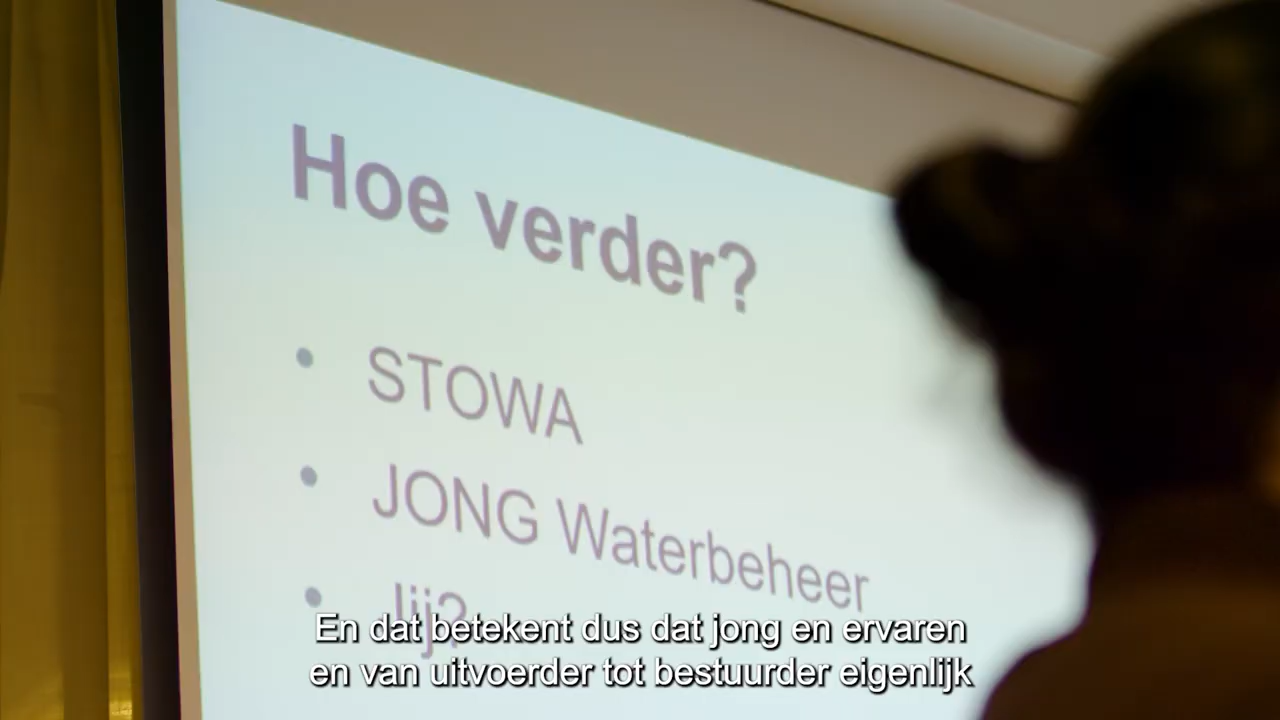 Hoe verder?
• STOWA
• JONG Waterbeheer
• Jij?
En dat betekent dus dat jong en ervaren
en van uitvoerder tot bestuurder eigenlijk